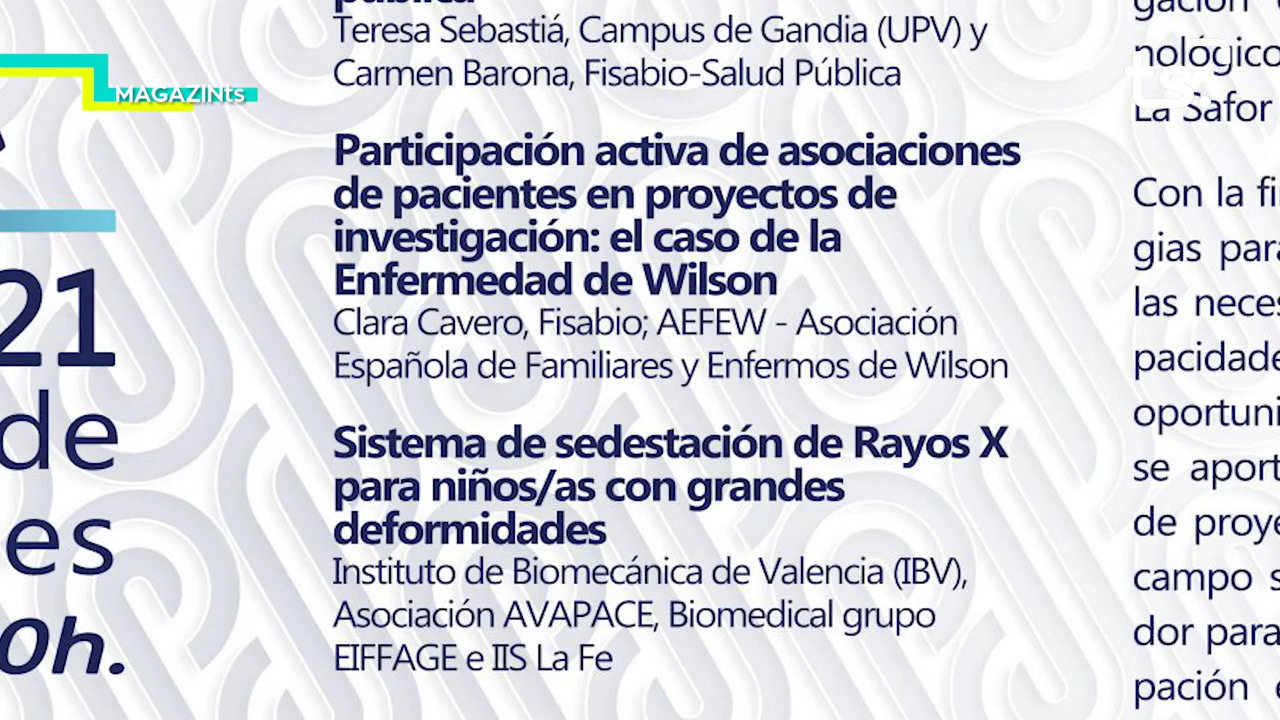 MAGAZINts
ts
21
de
es
0h.
Teresa Sebastiá, Campus de Gandia (UPV) y
Carmen Barona, Fisabio-Salud Pública
Participación activa de asociaciones
de pacientes en proyectos de
investigación: el caso de la
Enfermedad de Wilson
Clara Cavero, Fisabio; AEFEW - Asociación
Española de Familiares y Enfermos de Wilson
Sistema de sedestación de Rayos X
para niños/as con grandes
deformidades
Instituto de Biomecánica de Valencia (IBV),
Asociación AVAPACE, Biomedical grupo
EIFFAGE e IIS La Fe
gación
nológico
La Safor
Con la fi
gias para
las neces
pacidade
oportuni
se aport
de proye
campo s
dor para
pación e